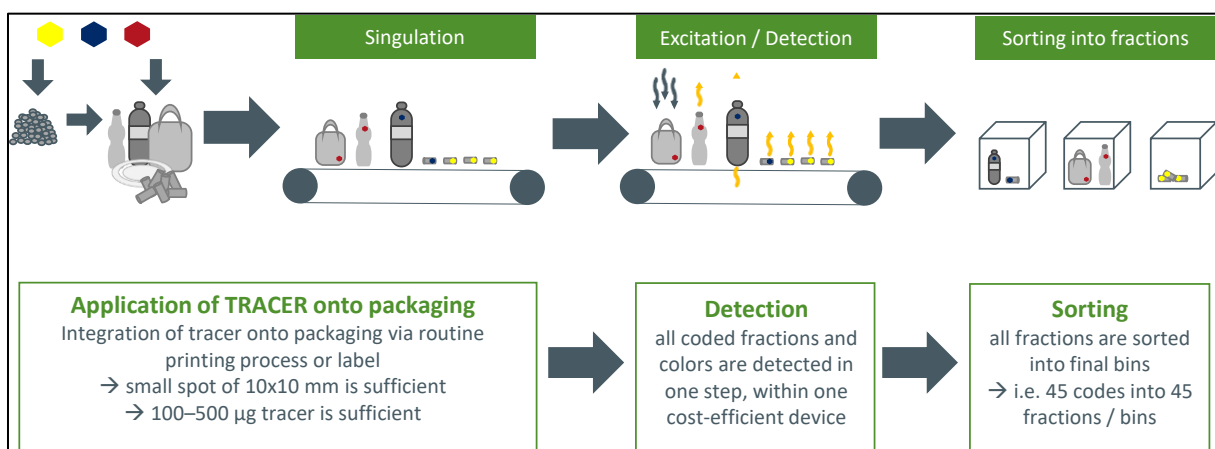 Singulation
Excitation / Detection
Sorting into fractions
Application of TRACER onto packaging
Integration of tracer onto packaging via routine
printing process or label
→ small spot of 10x10 mm is sufficient
→ 100–500 µg tracer is sufficient
Detection
all coded fractions and
colors are detected in
one step, within one
cost-efficient device
Sorting
all fractions are sorted
into final bins
→ i.e. 45 codes into 45
fractions / bins